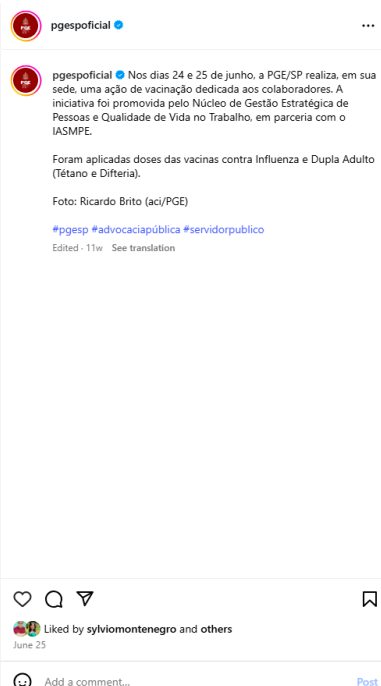 pgespoficial
pgespoficial Nos dias 24 e 25 de junho, a PGE/SP realiza, em sua
sede, uma ação de vacinação dedicada aos colaboradores. A
iniciativa foi promovida pelo Núcleo de Gestão Estratégica de
Pessoas e Qualidade de Vida no Trabalho, em parceria com o
IASMPE.
Foram aplicadas doses das vacinas contra Influenza e Dupla Adulto
(Tétano e Difteria).
Foto: Ricardo Brito (aci/PGE)
#pgesp #advocaciapública #servidorpublico
Edited · 11w See translation
Liked by sylviomontenegro and others
June 25
Add a comment...
Post